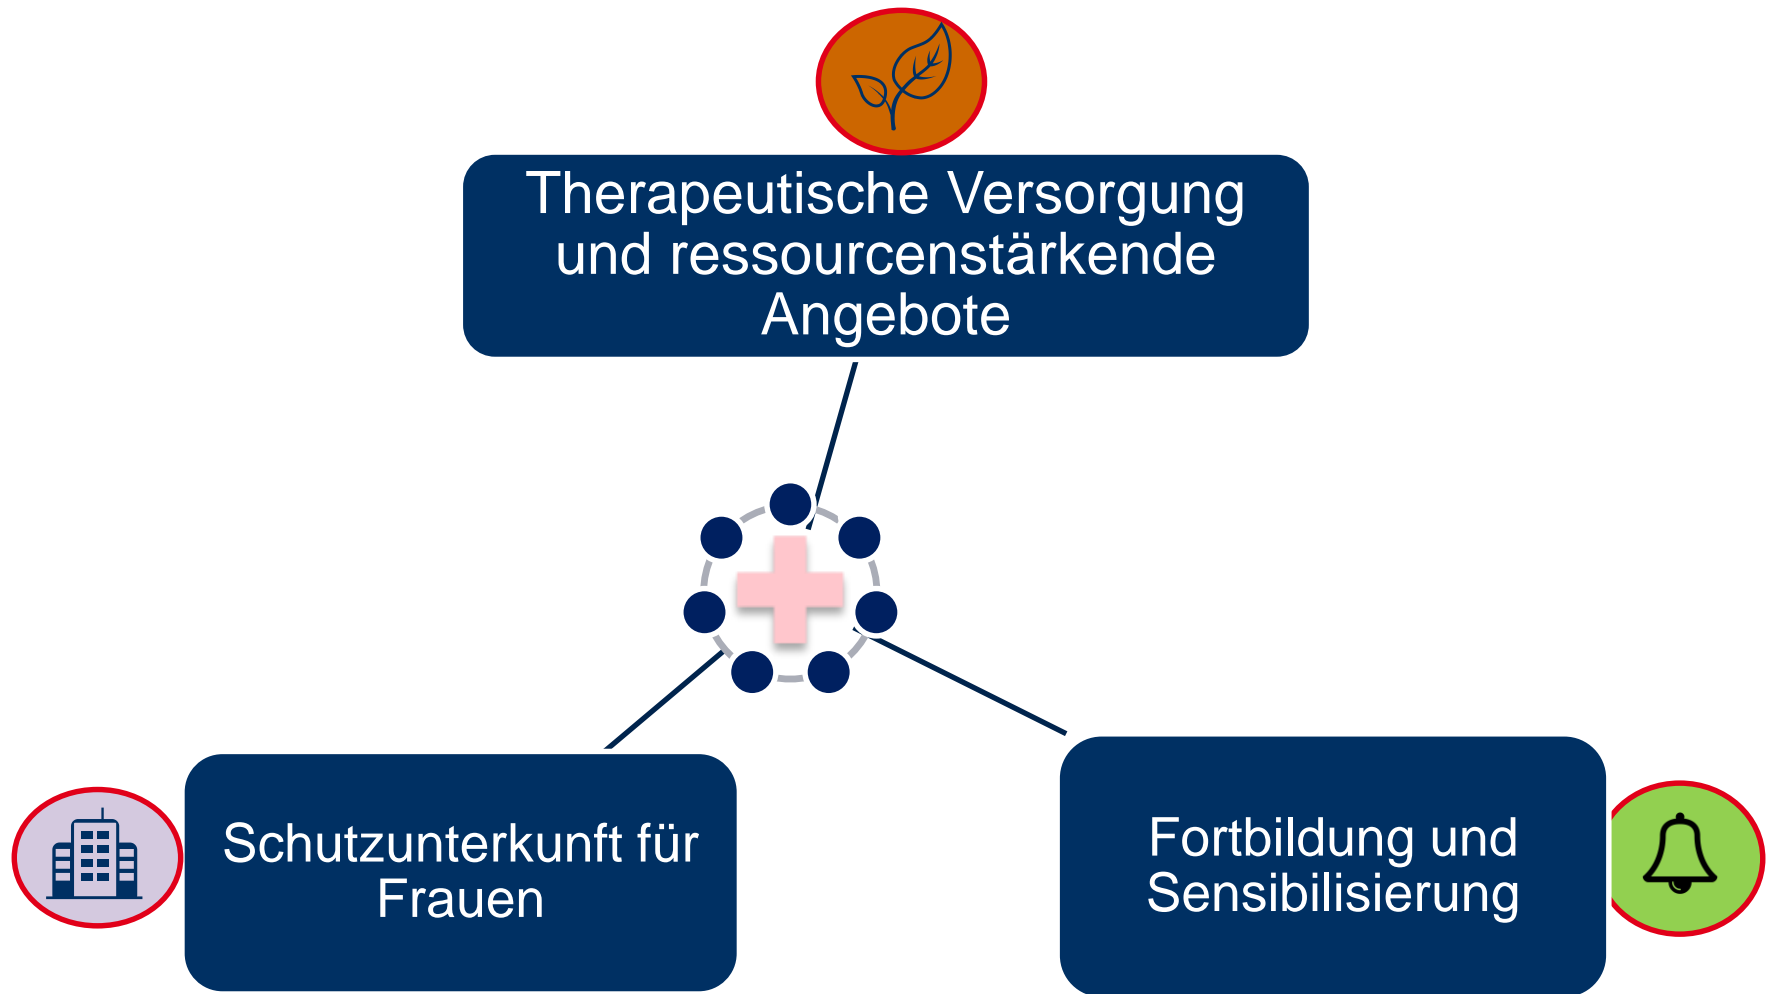 Therapeutische Versorgung
und ressourcenstärkende
Angebote
Schutzunterkunft für
Frauen
Fortbildung und
Sensibilisierung